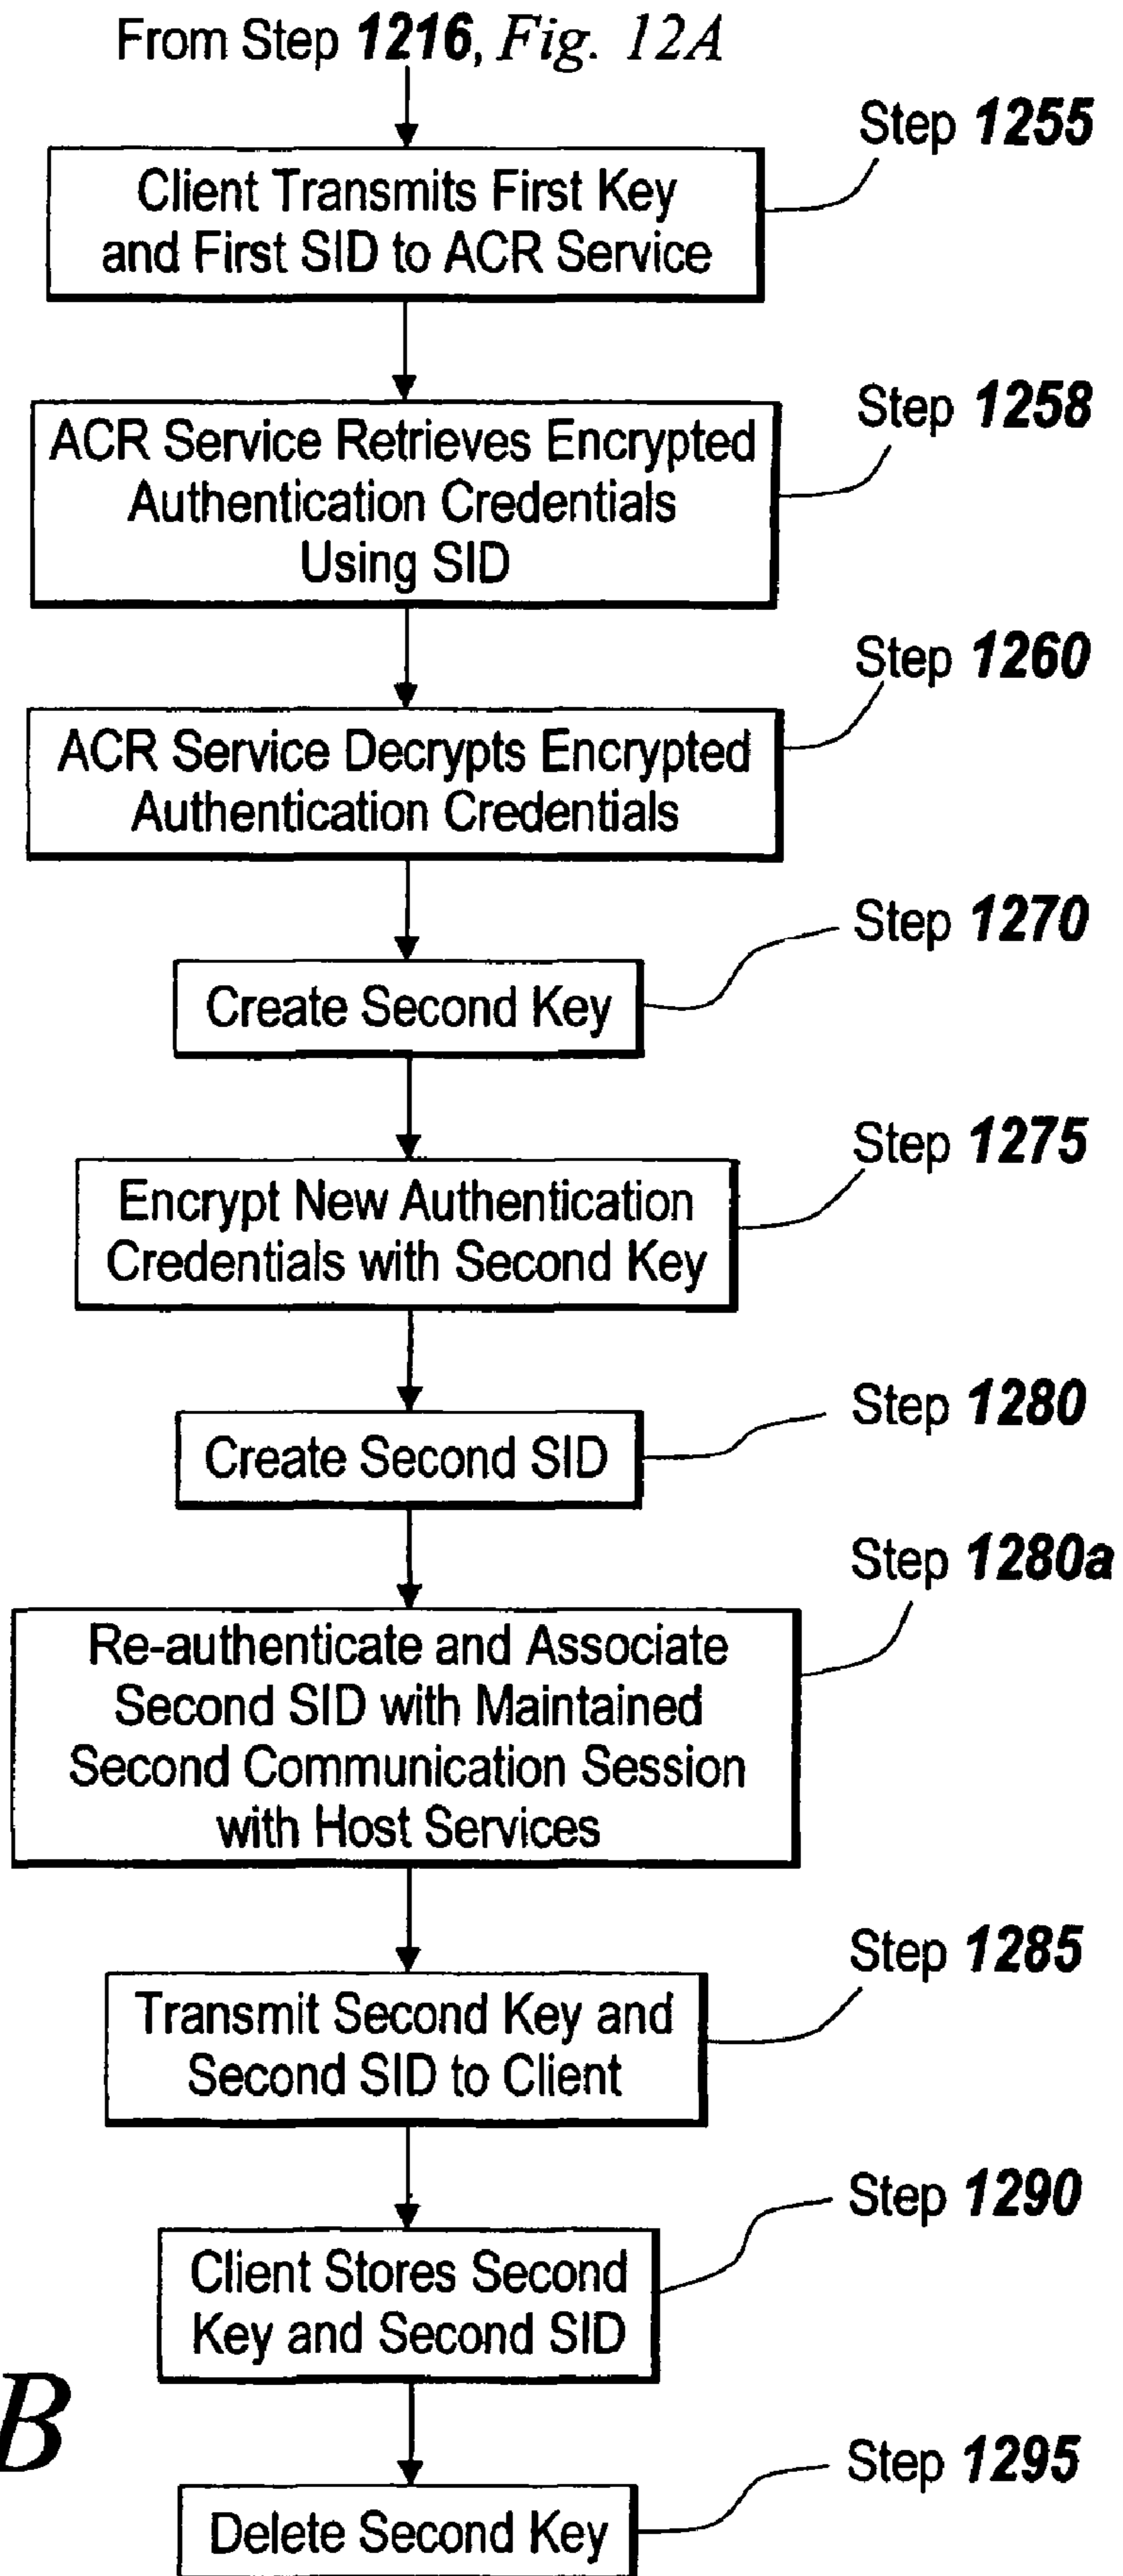 From Step 1216, Fig. 12A
Step 1255
Client Transmits First Key
and First SID to ACR Service
Step 1258
ACR Service Retrieves Encrypted
Authentication Credentials
Using SID
Step 1260
ACR Service Decrypts Encrypted
Authentication Credentials
Step 1270
Create Second Key
Step 1275
Encrypt New Authentication
Credentials with Second Key
Step 1280
Create Second SID
Step 1280a
Re-authenticate and Associate
Second SID with Maintained
Second Communication Session
with Host Services
Step 1285
Transmit Second Key and
Second SID to Client
Step 1290
Client Stores Second
Key and Second SID
B
Step 1295
Delete Second Key